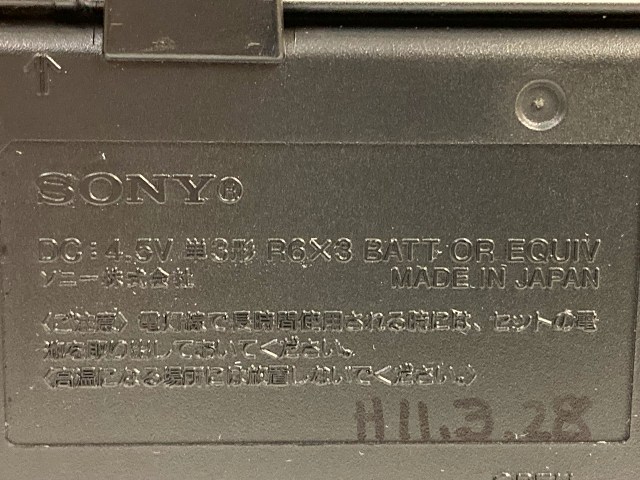 SONY®
DC:4.5V 単3形 R6×3 BATT OR EQUIV
ソニー株式会社 MADE IN JAPAN
〈ご注意〉電灯線で長時間使用される時には、セットの電
池を取り出しておいてください。
〈高温になる場所には放置しないでください。〉
H11.3.28